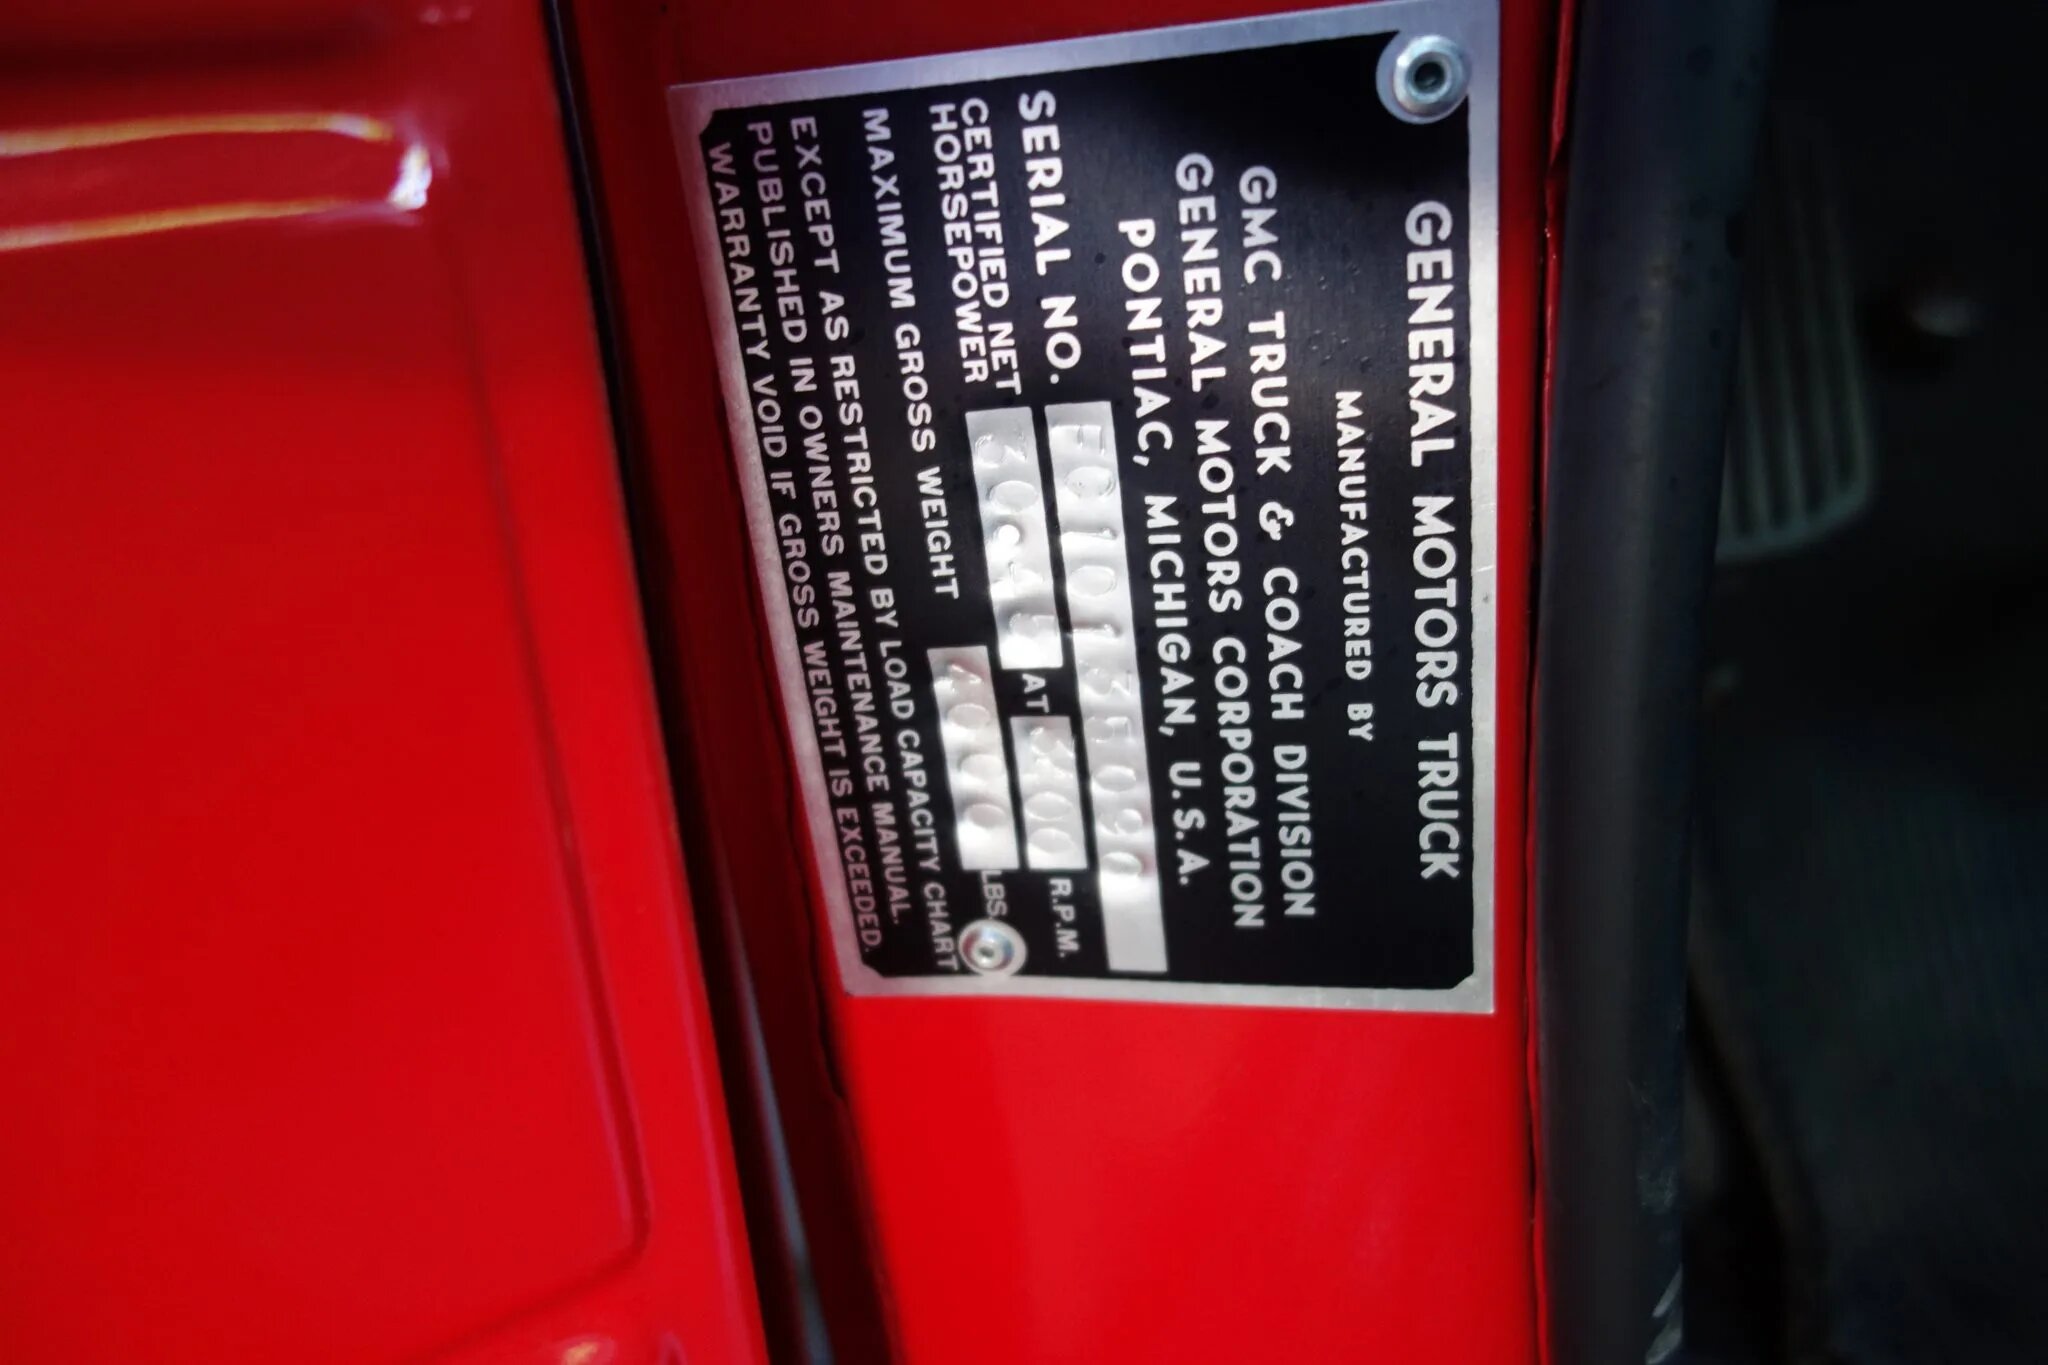 GENERAL MOTORS TRUCK
MANUFACTURED BY
GMC TRUCK & COACH DIVISION
GENERAL MOTORS CORPORATION
PONTIAC, MICHIGAN, U.S.A.
SERIAL NO.
CERTIFIED NET HORSEPOWER AT R.P.M.
MAXIMUM GROSS WEIGHT LBS.
EXCEPT AS RESTRICTED BY LOAD CAPACITY CHART
PUBLISHED IN OWNERS MAINTENANCE MANUAL.
WARRANTY VOID IF GROSS WEIGHT IS EXCEEDED.